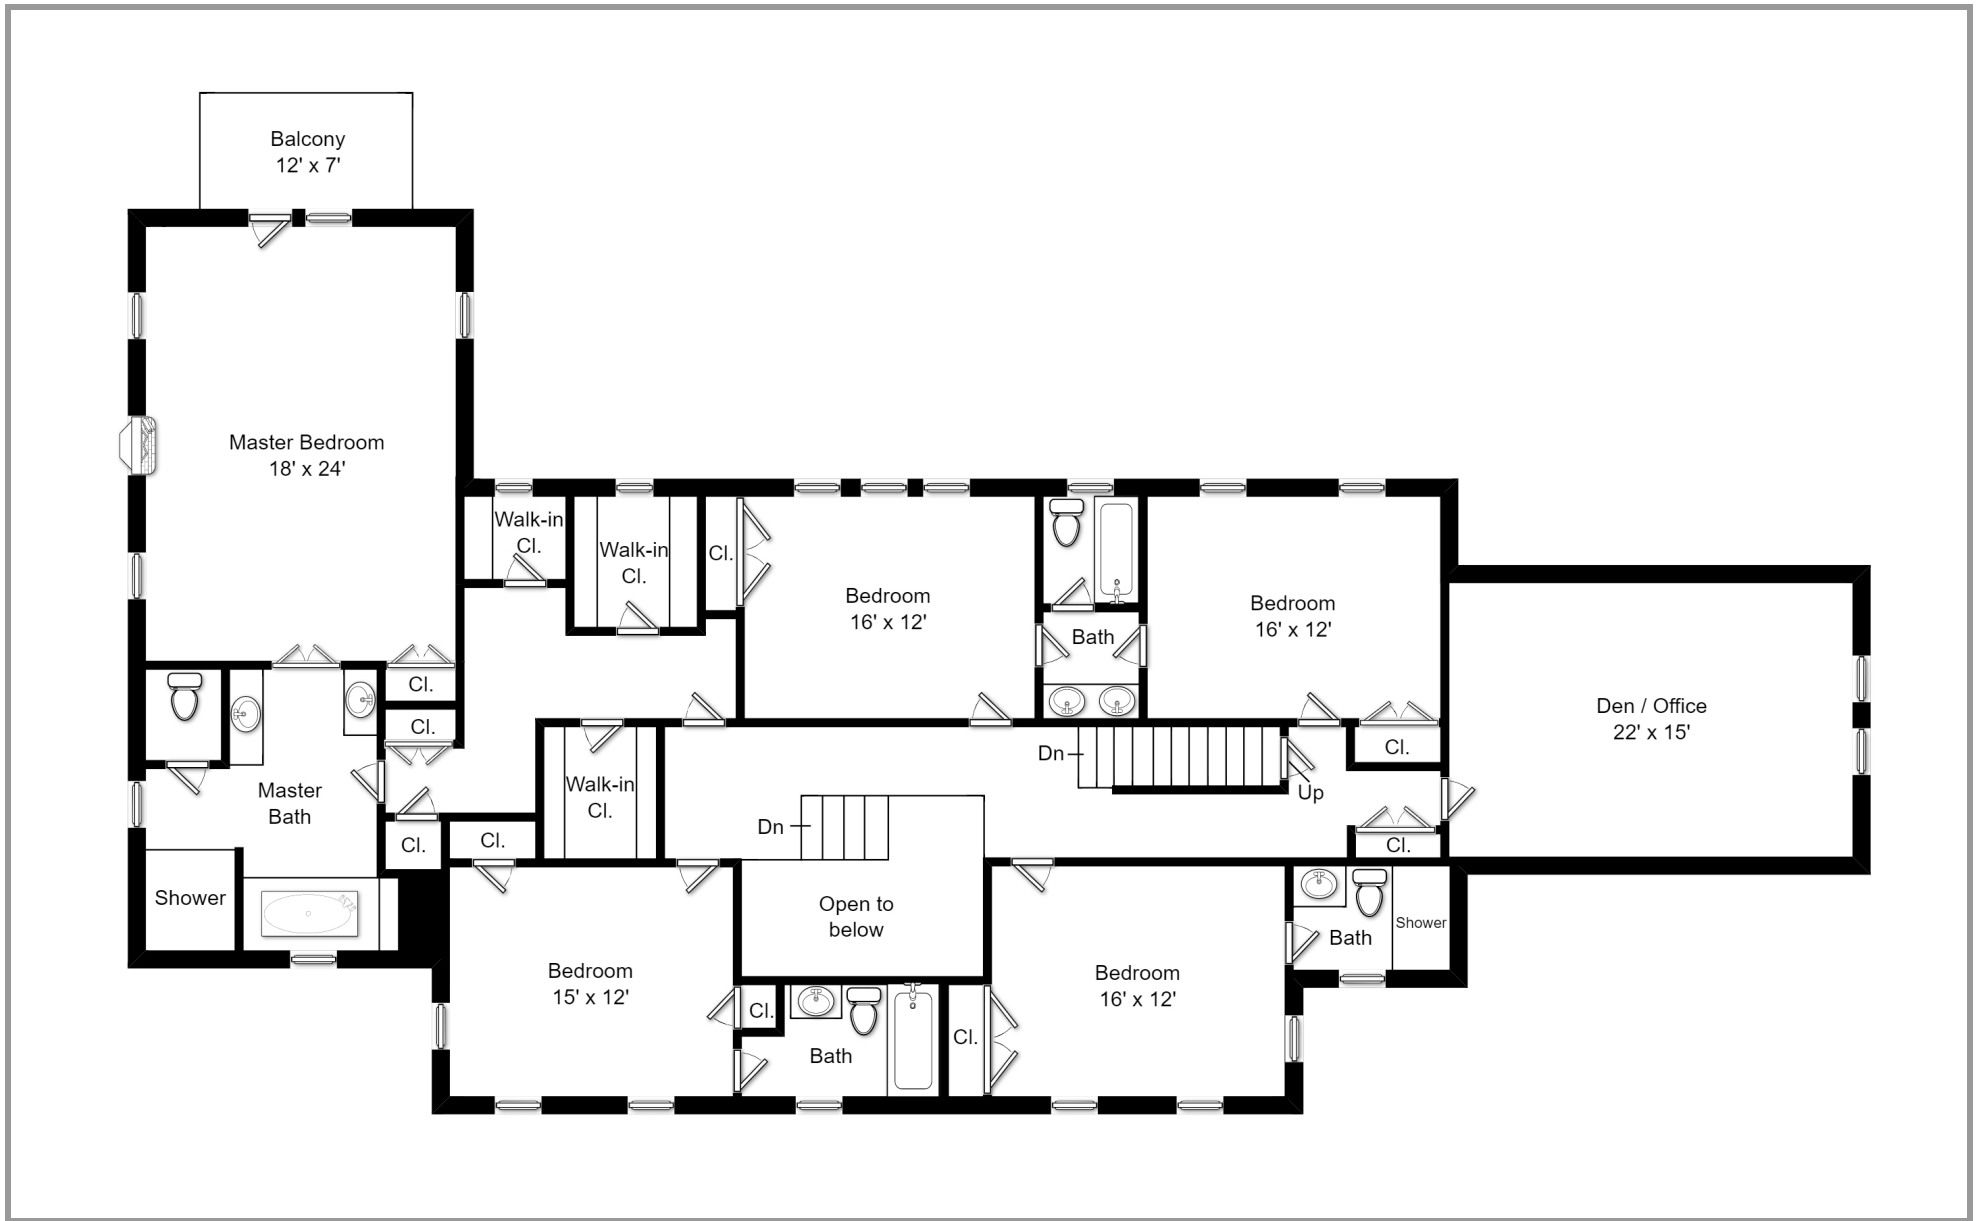 Balcony
12' x 7'
Master Bedroom
18' x 24'
Walk-in
Cl.
Walk-in
Cl.
Cl.
Bedroom
16' x 12'
Bath
Bedroom
16' x 12'
Den / Office
22' x 15'
Cl.
Cl.
Master
Bath
Walk-in
Cl.
Dn
Cl.
Up
Dn
Cl.
Cl.
Cl.
Shower
Open to
below
Shower
Bath
Bedroom
15' x 12'
Bedroom
16' x 12'
Cl.
Bath
Cl.